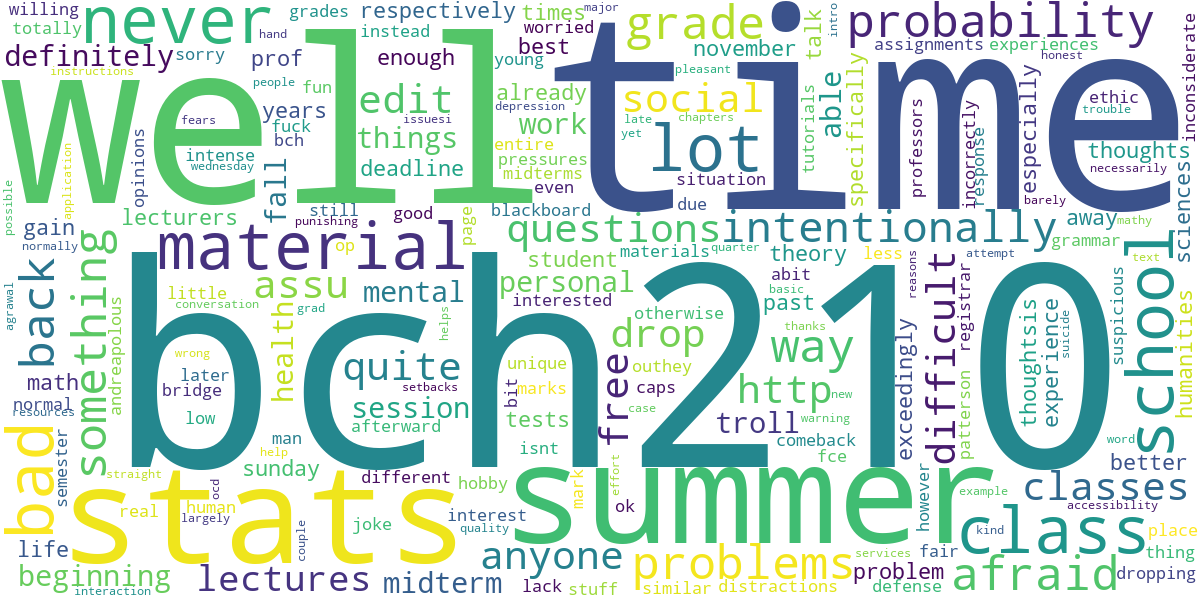 willing
never
grades
respectively
times
grade
probability
inconsiderate
totally
hand
instead
worried
major
intro
definitely
sorry
prof
enough
best
november
talk
assignments
experiences
instructions
people
young
pleasant
specifically
honest
well
time
years
fun
edit
already
social
able
especially
ethic
fears
fuck
things
issuesi
depression
work
late
chapters
tutorials
professors
incorrectly
trouble
bch
intense
wednesday
deadline
entire
yet
lot
response
thoughts
opinions
pressures
midterms
situation
necessarily
application
possible
fall
even
due
barely
sciences
lecturers
still
punishing
good
blackboard
questions
intentionally
away
mathy
gain
normally
material
op
page
materials
quarter
theory
less
attempt
grammar
text
something
student
abit
reasons
difficult
registrar
school
back
assu
mental
personal
interested
basic
past
suspicious
agrawal
little
conversation
health
grad
helps
otherwise
thanks
andreapolous
bch210
drop
way
exceedingly
thoughtsis
experience
suicide
humanities
wrong
quite
unique
outhey
math
later
bridge
setbacks
bit
marks
free
caps
http
new
normal
resources
low
session
afterward
tests
case
troll
warning
patterson
semester
bad
man
help
isnt
comeback
fce
word
sunday
straight
different
hobby
mark
effort
better
stats
ocd
human
real
largely
joke
couple
interest
quality
summer
ok
however
example
classes
accessibility
class
kind
place
life
anyone
problems
services
fair
thing
beginning
interaction
lectures
midterm
lack
stuff
similar
distractions
problem
defense
afraid
dropping